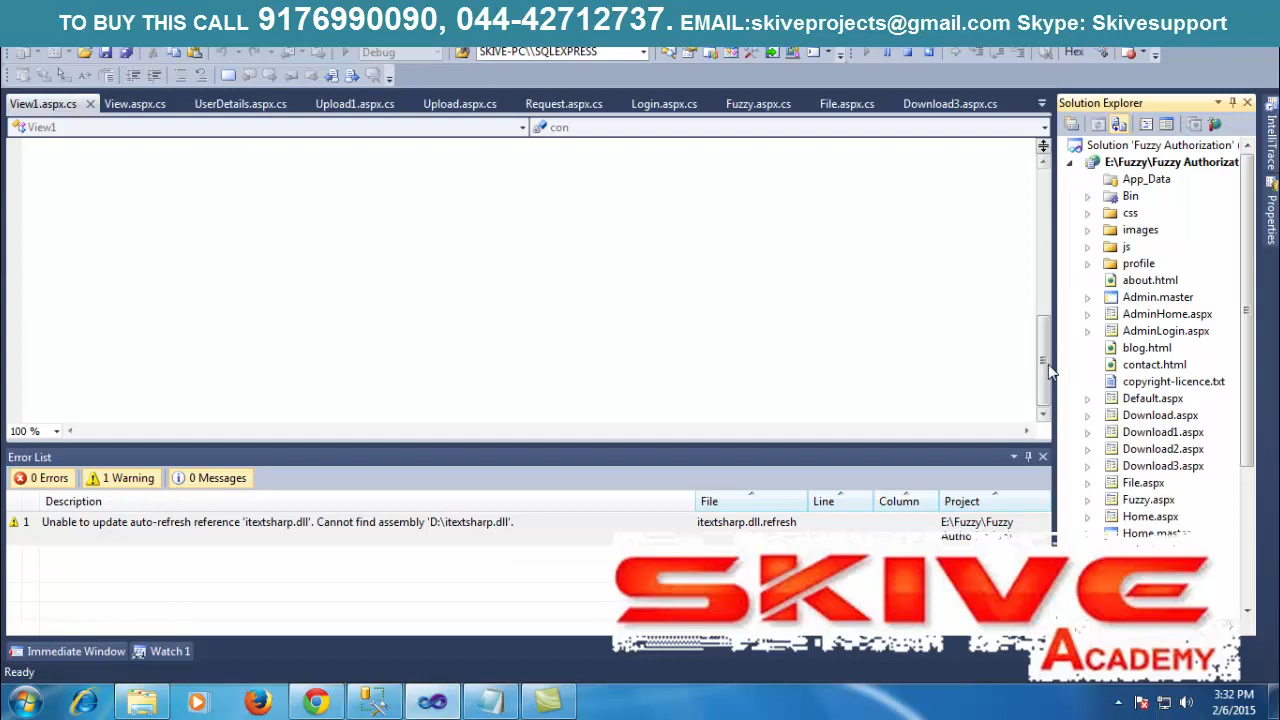 TO BUY THIS CALL 9176990090, 044-42712737. EMAIL:skiveprojects@gmail.com Skype: Skivesupport
Debug
SKIVE-PC\\SQLEXPRESS
Hex
View1.aspx.cs
View.aspx.cs
UserDetails.aspx.cs
Upload1.aspx.cs
Upload.aspx.cs
Request.aspx.cs
Login.aspx.cs
Fuzzy.aspx.cs
File.aspx.cs
Download3.aspx.cs
View1
con
100 %
Solution Explorer
Solution 'Fuzzy Authorization' (
E:\Fuzzy\Fuzzy Authorizat
App_Data
Bin
css
images
js
profile
about.html
Admin.master
AdminHome.aspx
AdminLogin.aspx
blog.html
contact.html
copyright-licence.txt
Default.aspx
Download.aspx
Download1.aspx
Download2.aspx
Download3.aspx
File.aspx
Fuzzy.aspx
Home.aspx
Home.master
IntelliTrace
Properties
Error List
0 Errors
1 Warning
0 Messages
Description File Line Column Project
1 Unable to update auto-refresh reference 'itextsharp.dll'. Cannot find assembly 'D:\itextsharp.dll'. itextsharp.dll.refresh E:\Fuzzy\Fuzzy
SKIVE
ACADEMY
Immediate Window
Watch 1
Ready
3:32 PM
2/6/2015